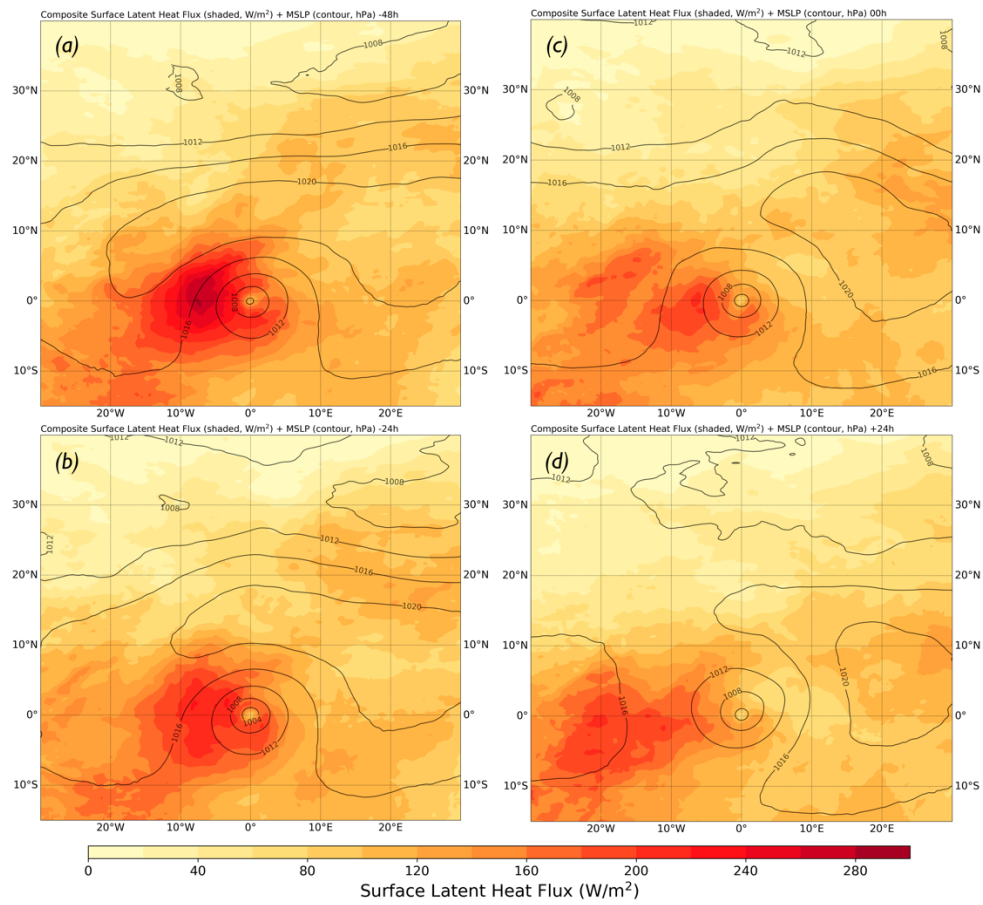 Composite Surface Latent Heat Flux (shaded, W/m²) + MSLP (contour, hPa) -48h
(a)
1008
1008
30°N
1012
1016
20°N
1020
10°N
0°
1008
1016
1012
10°S
20°W 10°W 0° 10°E 20°E
Composite Surface Latent Heat Flux (shaded, W/m²) + MSLP (contour, hPa) 00h
(c)
1012
1012
1008
1008
30°N
1012
20°N
1016
10°N
1008
1020
0°
1012
1016
10°S
20°W 10°W 0° 10°E 20°E
Composite Surface Latent Heat Flux (shaded, W/m²) + MSLP (contour, hPa) -24h
(b)
1012
1012
1008
1008
30°N
1012
1012
1016
20°N
1020
10°N
1008
1004
0°
1016
1012
10°S
20°W 10°W 0° 10°E 20°E
Composite Surface Latent Heat Flux (shaded, W/m²) + MSLP (contour, hPa) +24h
(d)
1012
1008
1012
30°N
1012
20°N
10°N
1012
1020
1008
1016
0°
1016
10°S
20°W 10°W 0° 10°E 20°E
0 40 80 120 160 200 240 280
Surface Latent Heat Flux (W/m²)